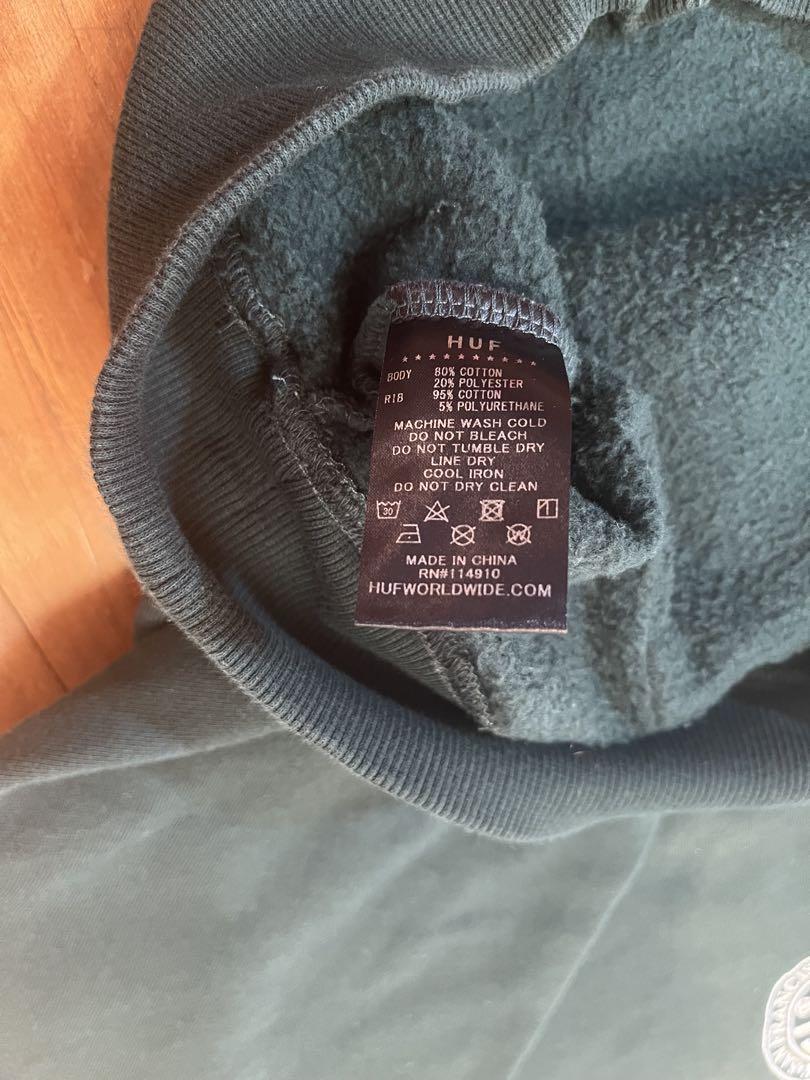 HUF
BODY 80% COTTON
20% POLYESTER
RIB 95% COTTON
5% POLYURETHANE
MACHINE WASH COLD
DO NOT BLEACH
DO NOT TUMBLE DRY
LINE DRY
COOL IRON
DO NOT DRY CLEAN
30
W
MADE IN CHINA
RN#114910
HUFWORLDWIDE.COM